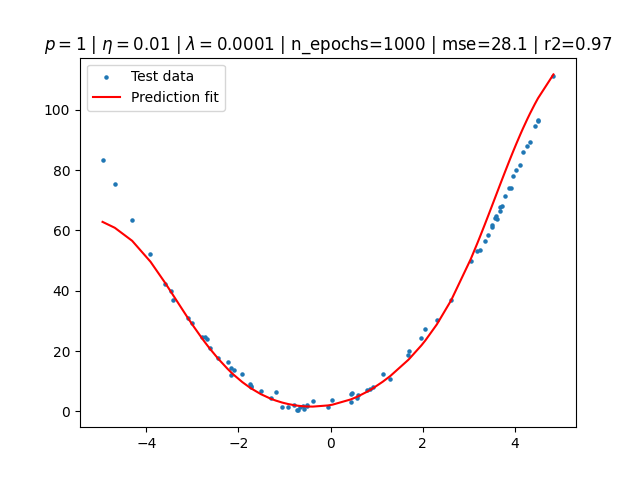 p = 1 | η = 0.01 | λ = 0.0001 | n_epochs=1000 | mse=28.1 | r2=0.97
Test data
Prediction fit
100
80
60
40
20
0
−4 −2 0 2 4